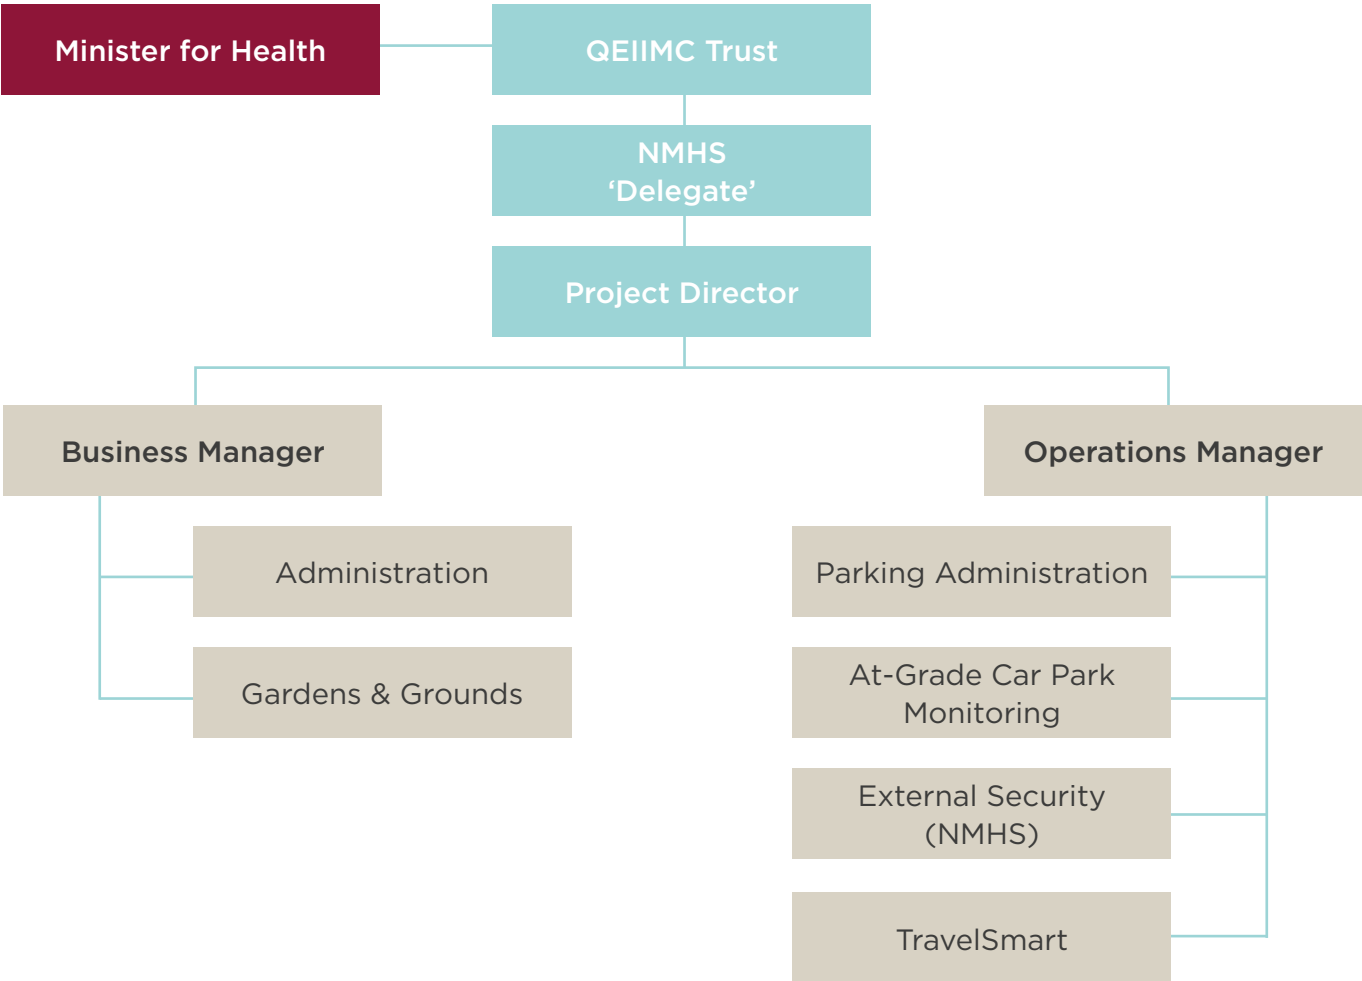 Minister for Health
QEIIMC Trust
NMHS
‘Delegate’
Project Director
Business Manager
Operations Manager
Administration
Gardens & Grounds
Parking Administration
At-Grade Car Park
Monitoring
External Security
(NMHS)
TravelSmart